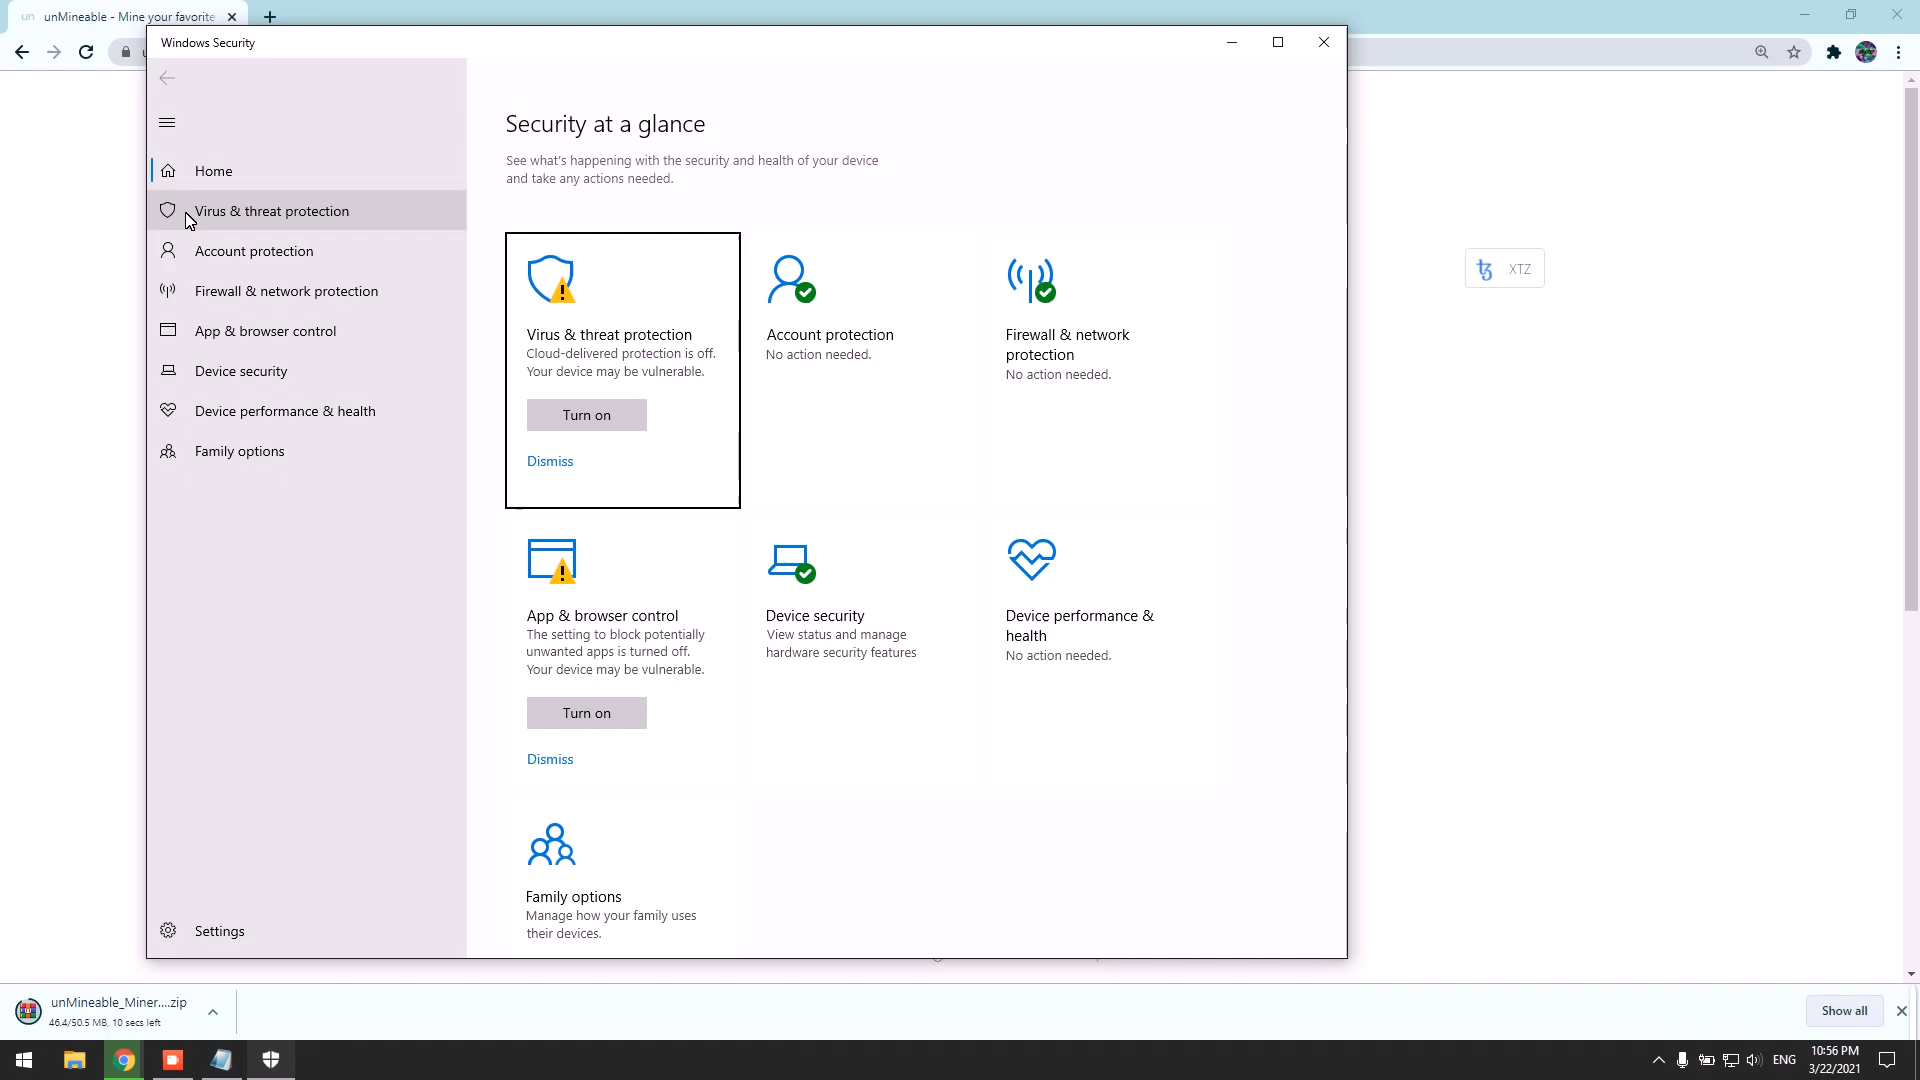 unMineable - Mine your favorite
Windows Security
Home
Virus & threat protection
Account protection
Firewall & network protection
App & browser control
Device security
Device performance & health
Family options
Settings
Security at a glance
See what's happening with the security and health of your device
and take any actions needed.
Virus & threat protection
Cloud-delivered protection is off.
Your device may be vulnerable.
Turn on
Dismiss
Account protection
No action needed.
Firewall & network
protection
No action needed.
App & browser control
The setting to block potentially
unwanted apps is turned off.
Your device may be vulnerable.
Turn on
Dismiss
Device security
View status and manage
hardware security features
Device performance &
health
No action needed.
Family options
Manage how your family uses
their devices.
XTZ
unMineable_Miner....zip
46.4/50.5 MB, 10 secs left
Show all
ENG
10:56 PM
3/22/2021